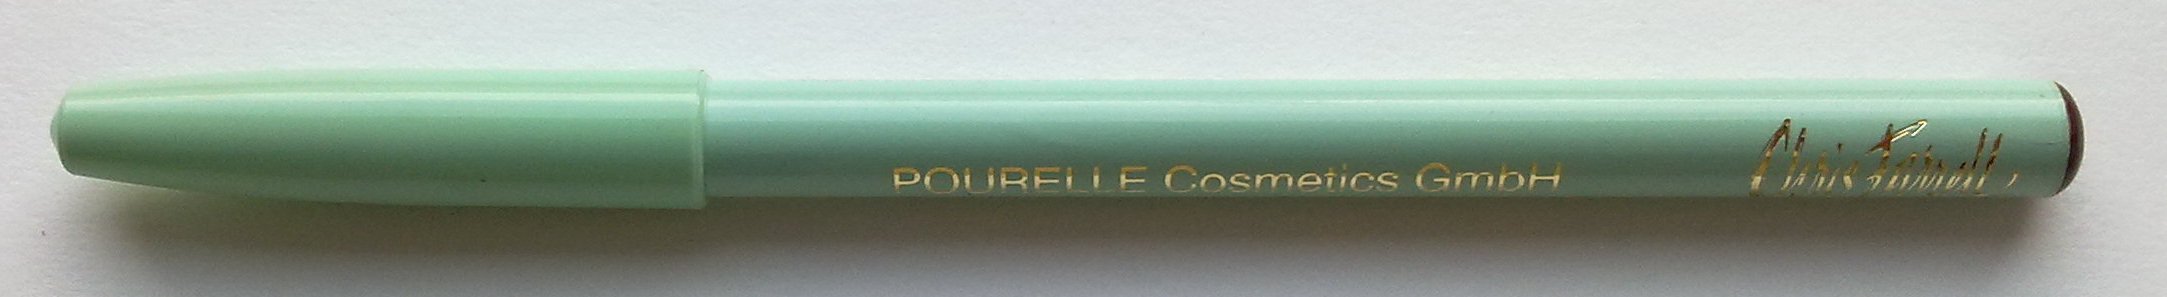 POURELLE Cosmetics GmbH
Chris Farrell